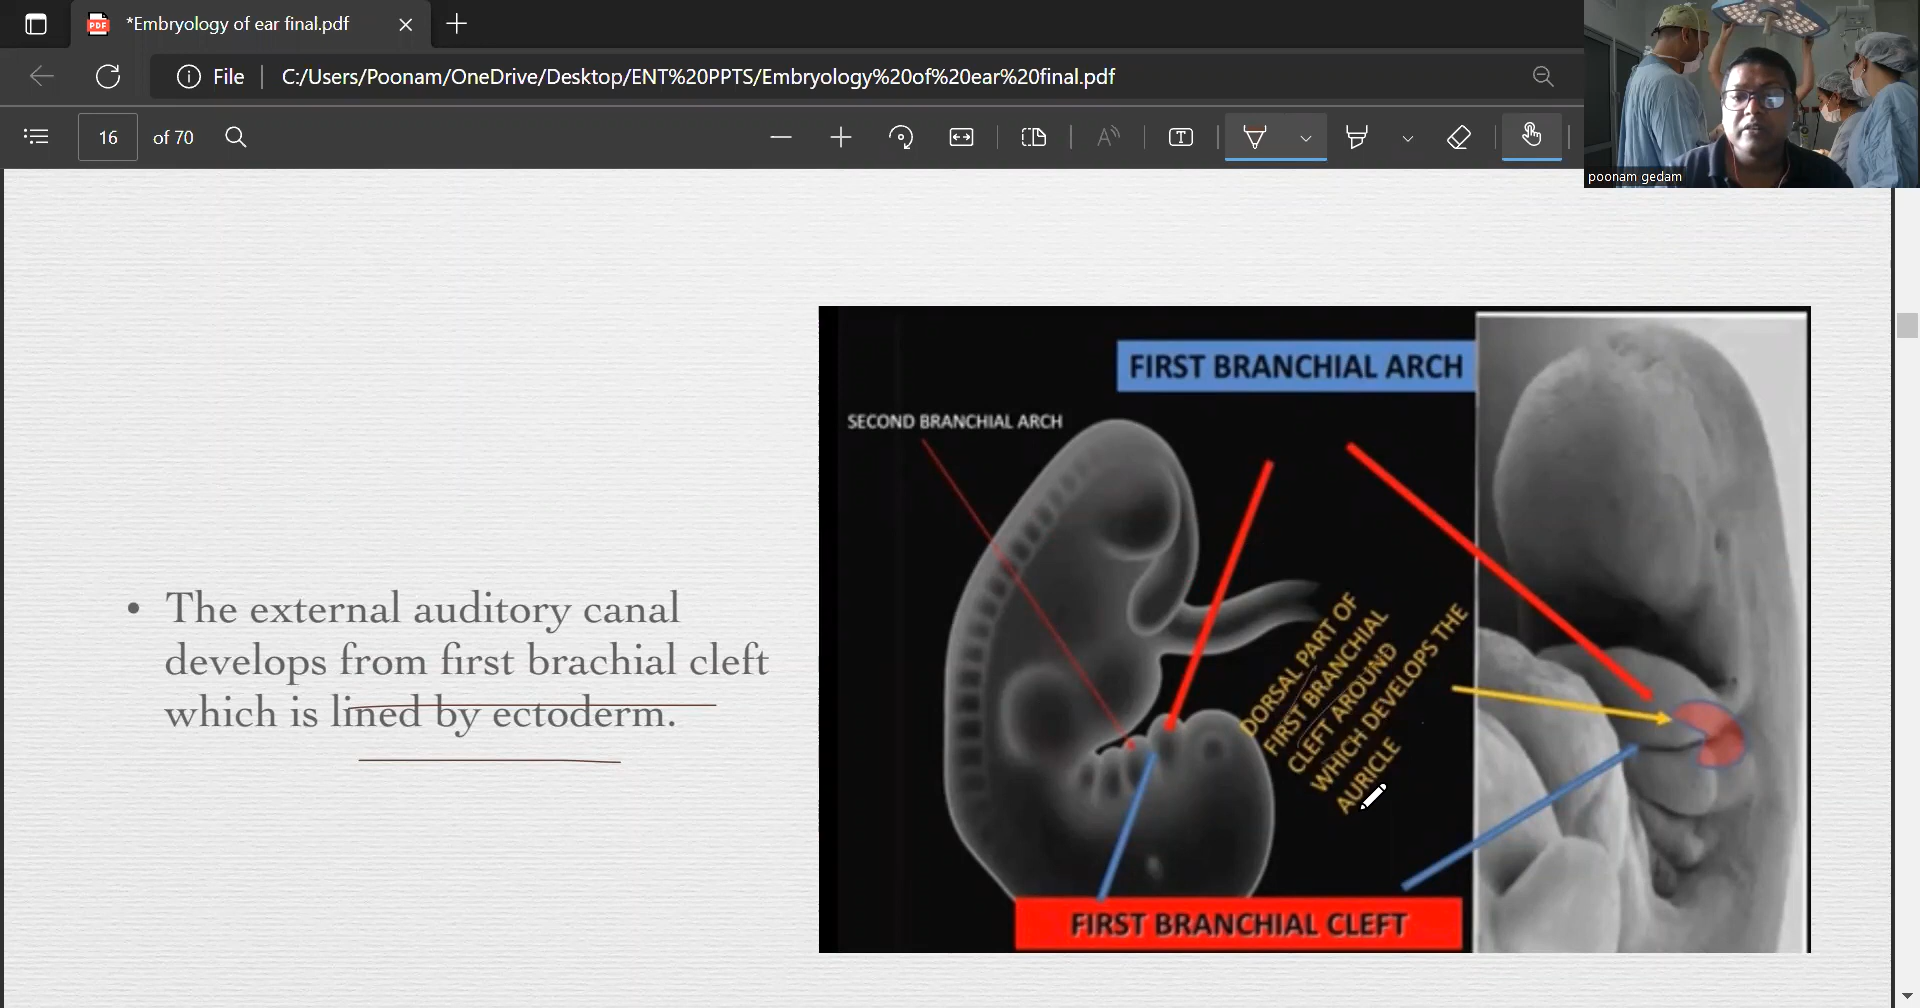 *Embryology of ear final.pdf
File
C:/Users/Poonam/OneDrive/Desktop/ENT%20PPTS/Embryology%20of%20ear%20final.pdf
16 of 70
poonam gedam
• The external auditory canal
develops from first brachial cleft
which is lined by ectoderm.
FIRST BRANCHIAL ARCH
SECOND BRANCHIAL ARCH
DORSAL PART OF
FIRST BRANCHIAL
CLEFT AROUND
WHICH DEVELOPS THE
AURICLE
FIRST BRANCHIAL CLEFT